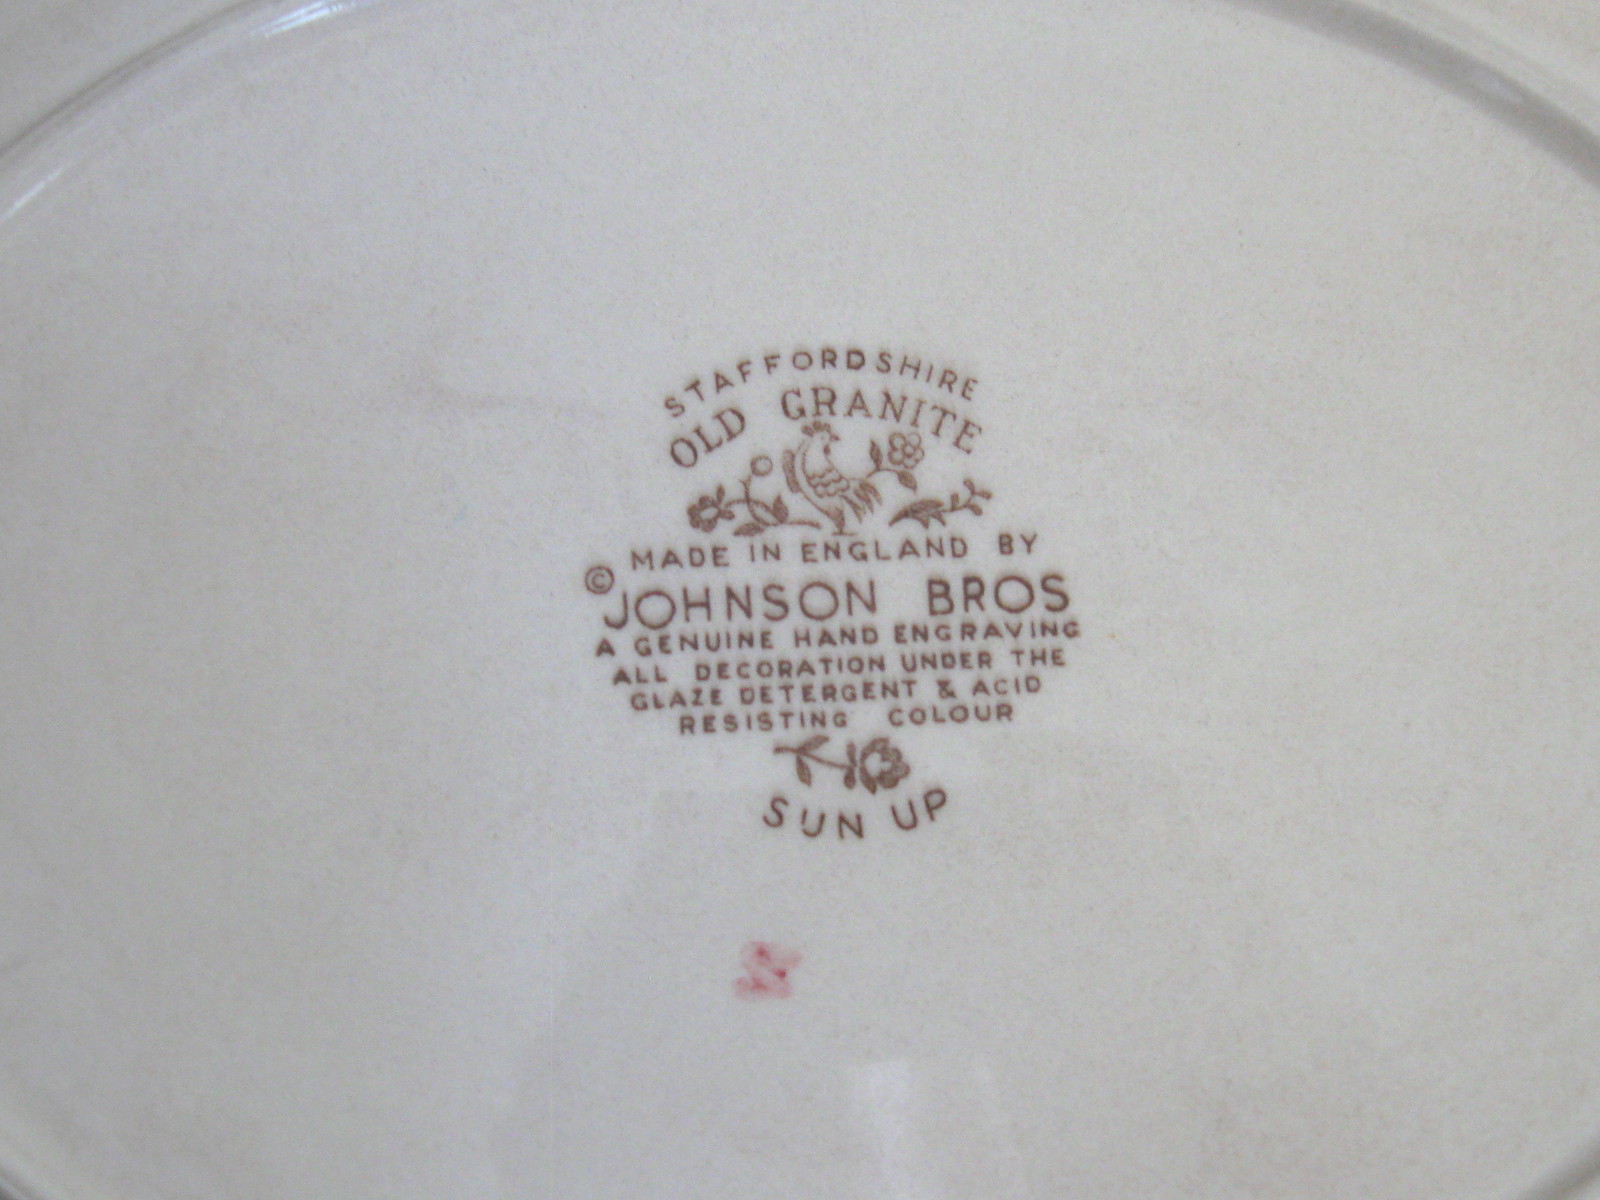 STAFFORDSHIRE
OLD GRANITE
MADE IN ENGLAND BY
©
JOHNSON BROS
A GENUINE HAND ENGRAVING
ALL DECORATION UNDER THE
GLAZE DETERGENT & ACID
RESISTING COLOUR
SUN UP